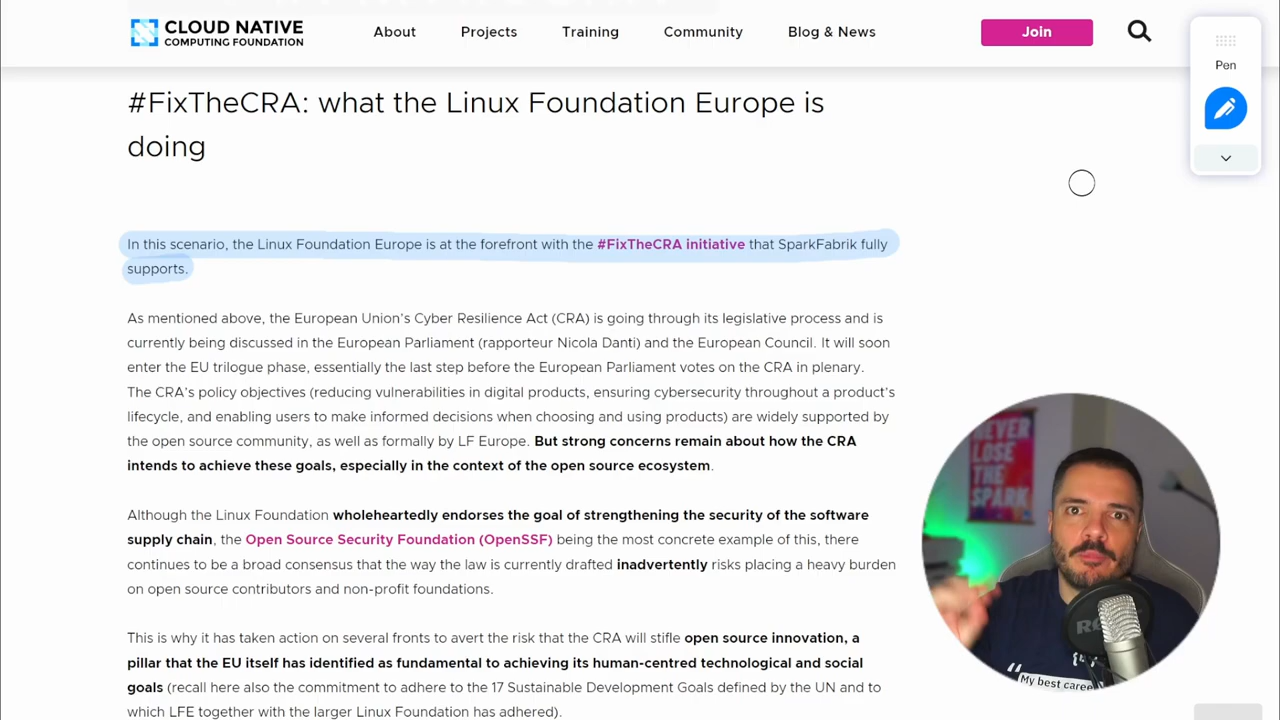 CLOUD NATIVE
COMPUTING FOUNDATION
About
Projects
Training
Community
Blog & News
Join
Pen
#FixTheCRA: what the Linux Foundation Europe is
doing
In this scenario, the Linux Foundation Europe is at the forefront with the #FixTheCRA initiative that SparkFabrik fully
supports.
As mentioned above, the European Union’s Cyber Resilience Act (CRA) is going through its legislative process and is
currently being discussed in the European Parliament (rapporteur Nicola Danti) and the European Council. It will soon
enter the EU trilogue phase, essentially the last step before the European Parliament votes on the CRA in plenary.
The CRA’s policy objectives (reducing vulnerabilities in digital products, ensuring cybersecurity throughout a product’s
lifecycle, and enabling users to make informed decisions when choosing and using products) are widely supported by
the open source community, as well as formally by LF Europe. But strong concerns remain about how the CRA
intends to achieve these goals, especially in the context of the open source ecosystem.
Although the Linux Foundation wholeheartedly endorses the goal of strengthening the security of the software
supply chain, the Open Source Security Foundation (OpenSSF) being the most concrete example of this, there
continues to be a broad consensus that the way the law is currently drafted inadvertently risks placing a heavy burden
on open source contributors and non-profit foundations.
This is why it has taken action on several fronts to avert the risk that the CRA will stifle open source innovation, a
pillar that the EU itself has identified as fundamental to achieving its human-centred technological and social
goals (recall here also the commitment to adhere to the 17 Sustainable Development Goals defined by the UN and to
which LFE together with the larger Linux Foundation has adhered).
NEVER
LOSE
THE
SPARK
My best caree